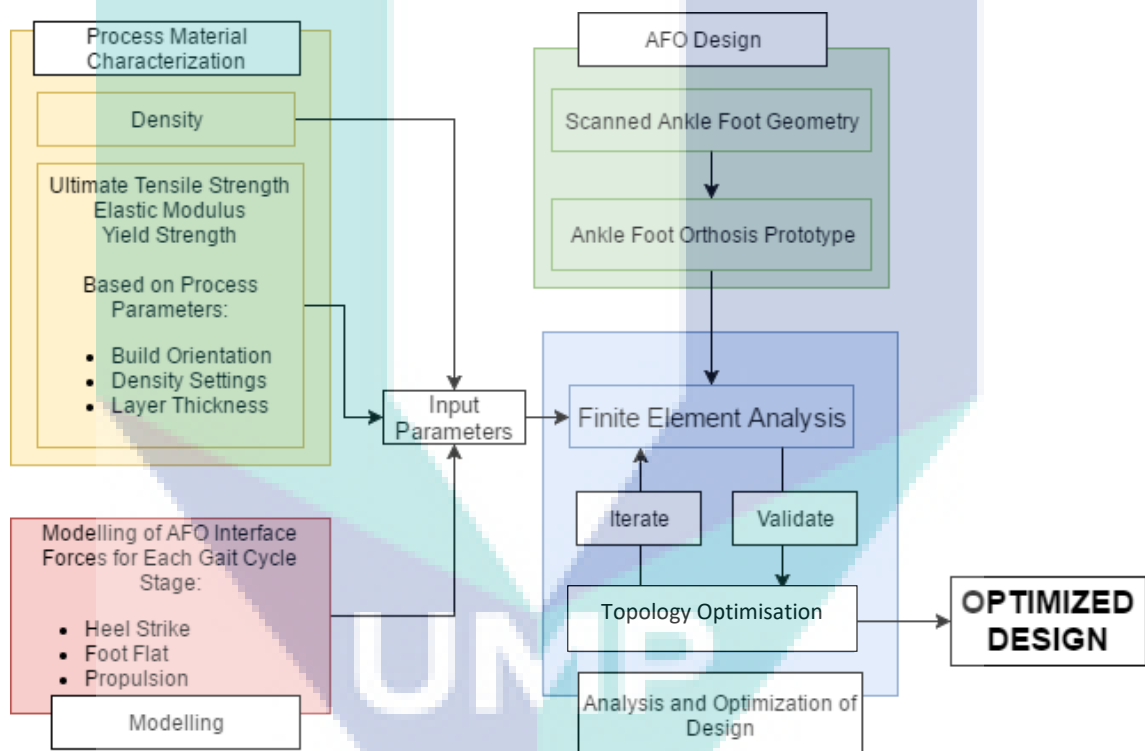 Process Material
Characterization
Density
Ultimate Tensile Strength
Elastic Modulus
Yield Strength
Based on Process
Parameters:
• Build Orientation
• Density Settings
• Layer Thickness
Modelling of AFO Interface
Forces for Each Gait Cycle
Stage:
• Heel Strike
• Foot Flat
• Propulsion
Modelling
Input
Parameters
AFO Design
Scanned Ankle Foot Geometry
Ankle Foot Orthosis Prototype
Finite Element Analysis
Iterate
Validate
Topology Optimisation
Analysis and Optimization of
Design
OPTIMIZED
DESIGN
UMP